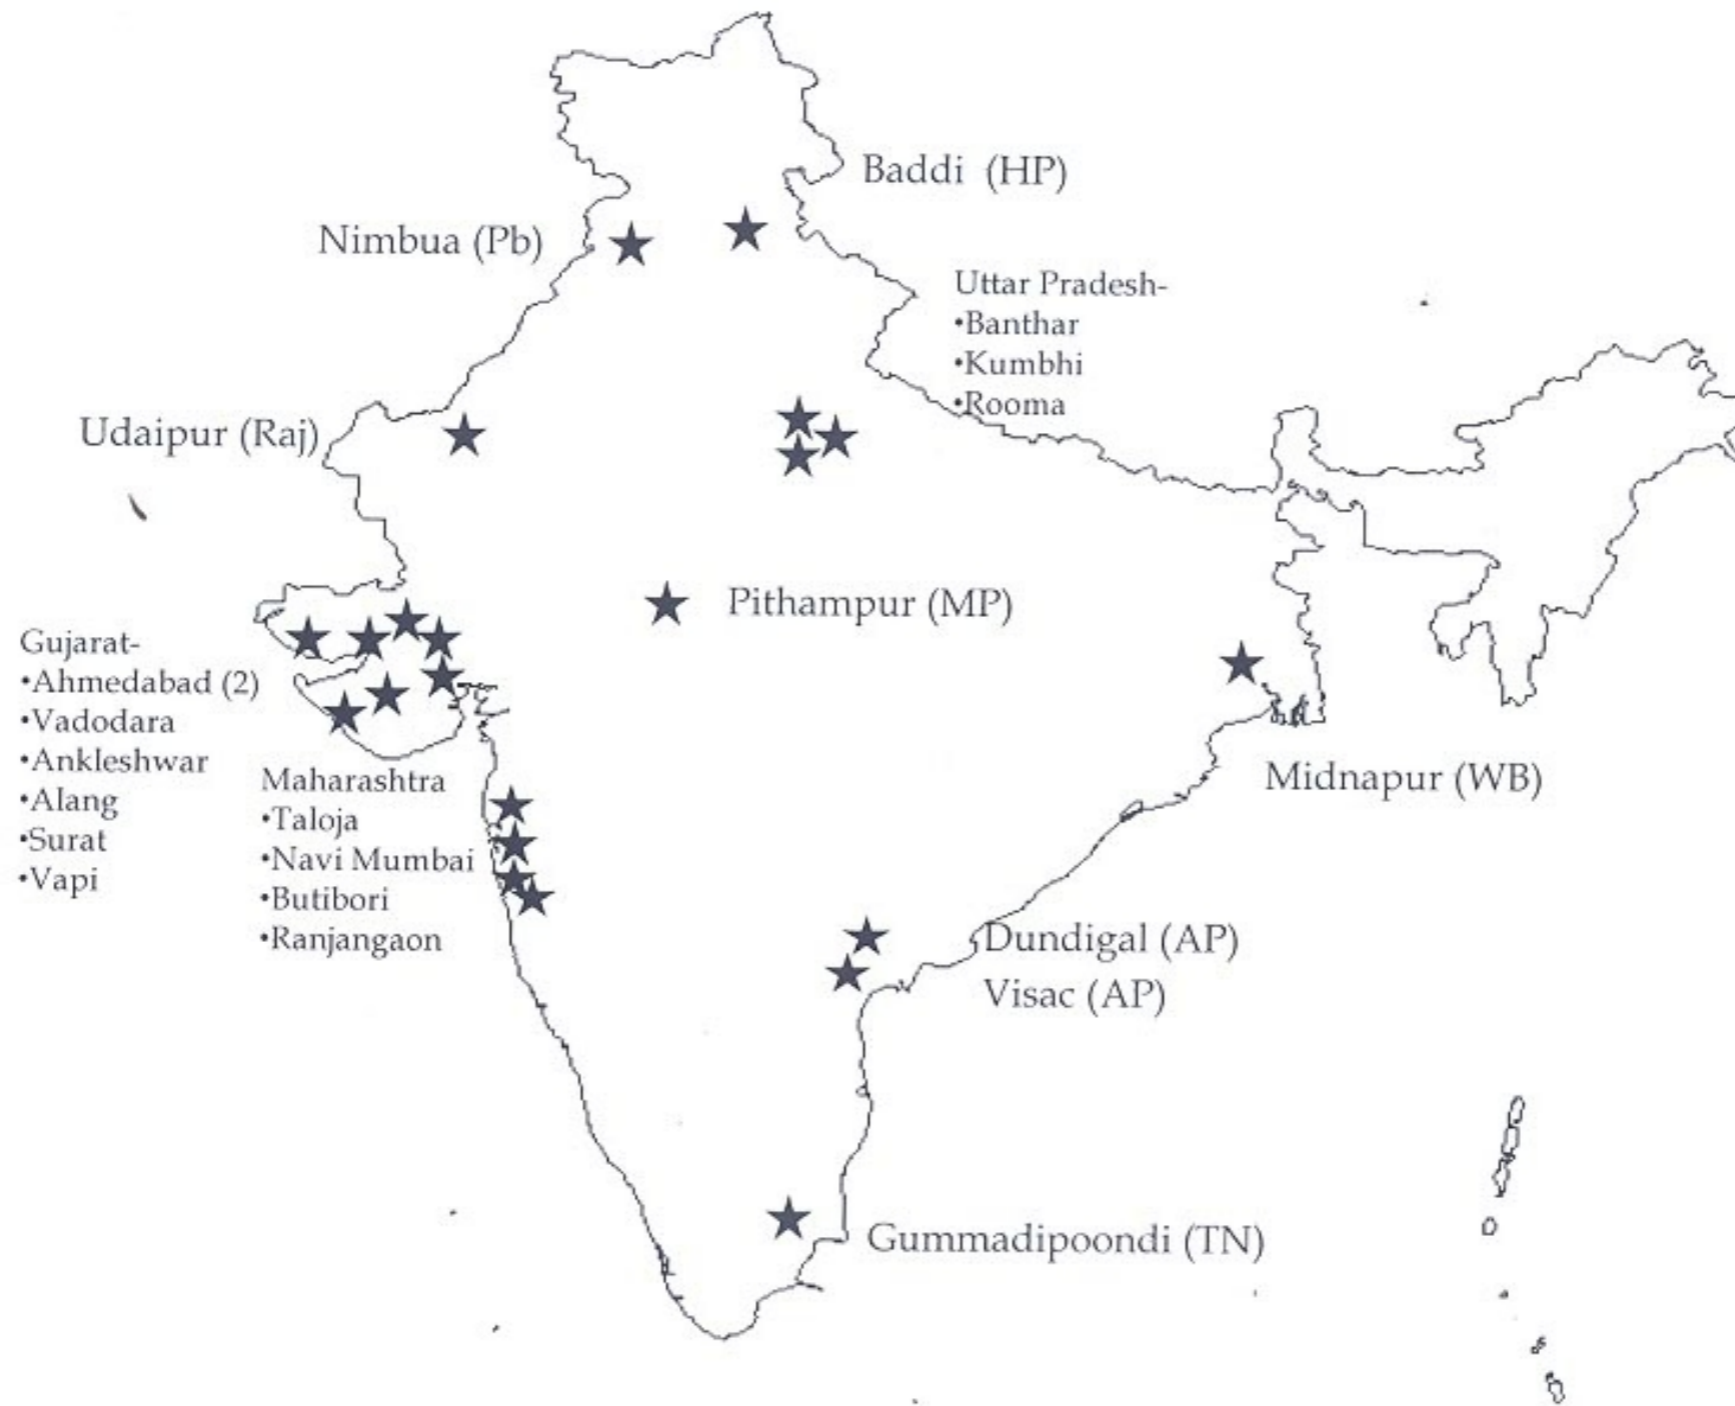 Baddi (HP)
Nimbua (Pb)
Uttar Pradesh-
•Banthar
•Kumbhi
•Rooma
Udaipur (Raj)
Pithampur (MP)
Gujarat-
•Ahmedabad (2)
•Vadodara
•Ankleshwar
•Alang
•Surat
•Vapi
Maharashtra
•Taloja
•Navi Mumbai
•Butibori
•Ranjangaon
Midnapur (WB)
Dundigal (AP)
Visac (AP)
Gummadipoondi (TN)